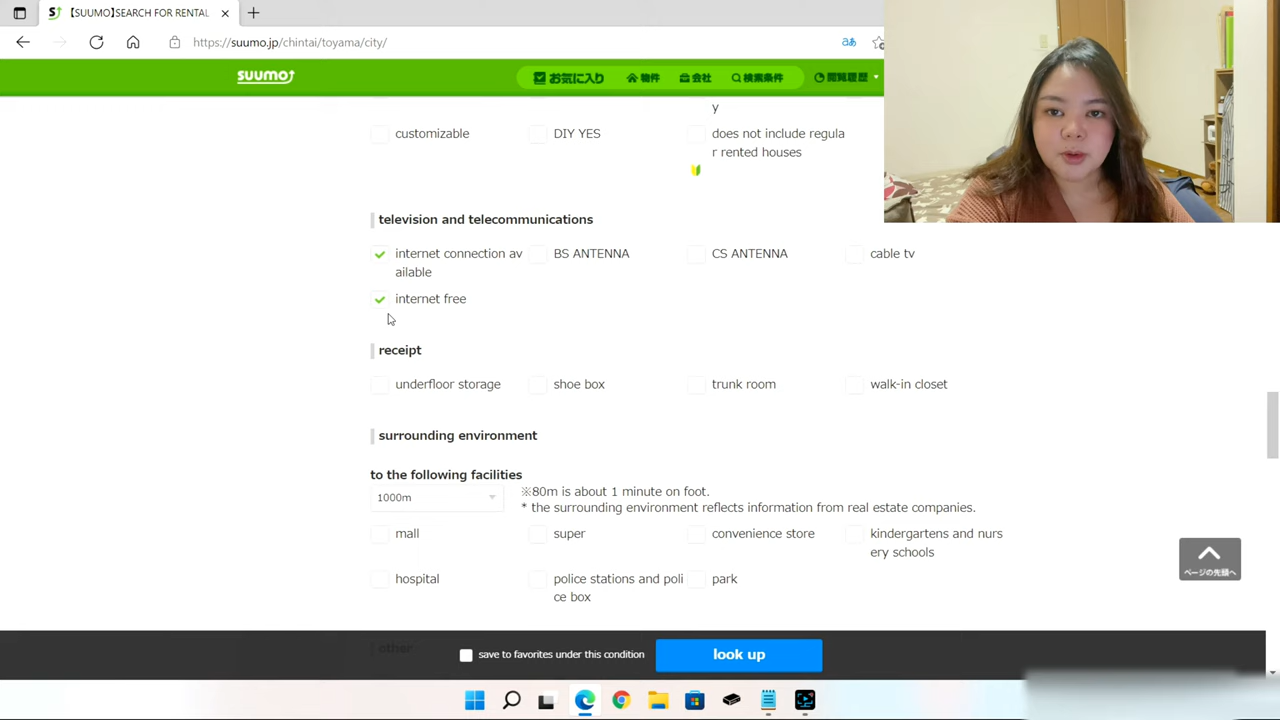 【SUUMO】SEARCH FOR RENTAL
https://suumo.jp/chintai/toyama/city/
あa
suumo
お気に入り 物件 会社 検索条件 閲覧履歴
y
customizable
DIY YES
does not include regula
r rented houses
television and telecommunications
internet connection av
ailable
BS ANTENNA
CS ANTENNA
cable tv
internet free
receipt
underfloor storage
shoe box
trunk room
walk-in closet
surrounding environment
to the following facilities
1000m
※80m is about 1 minute on foot.
* the surrounding environment reflects information from real estate companies.
mall
super
convenience store
kindergartens and nurs
ery schools
hospital
police stations and poli
ce box
park
ページの先頭へ
other
save to favorites under this condition
look up